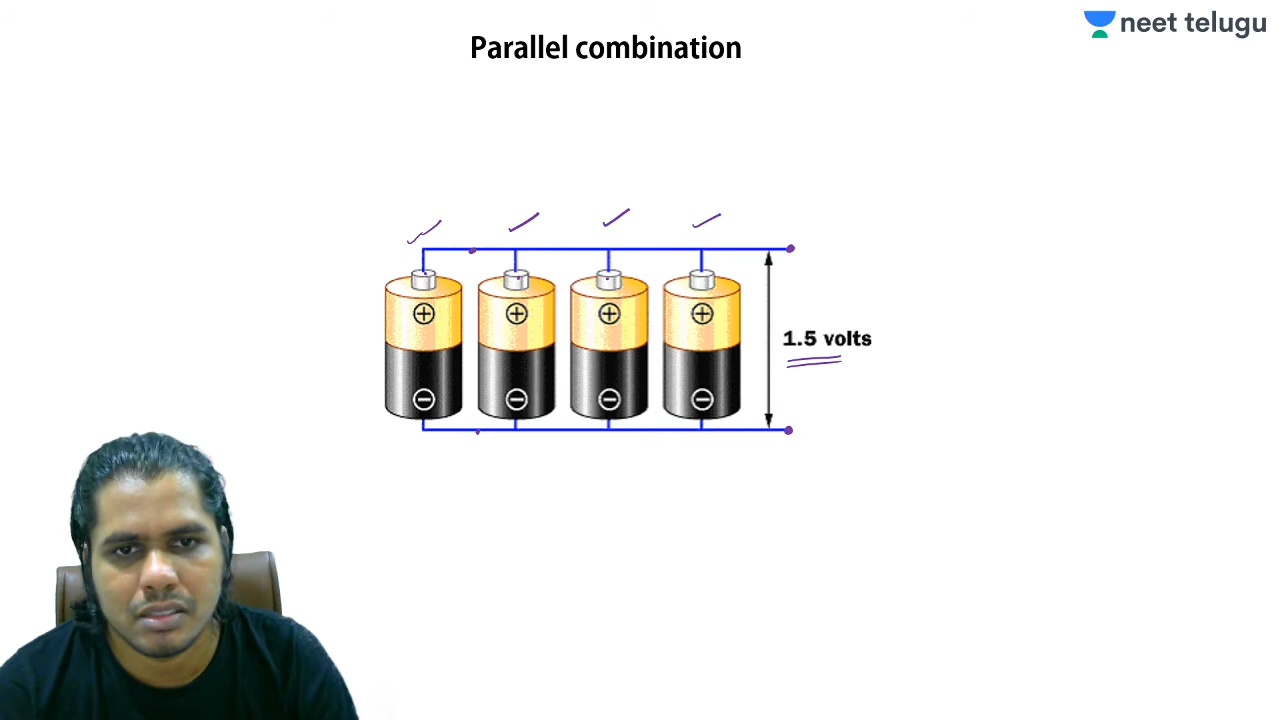 neet telugu
Parallel combination
+ + + +
1.5 volts
− − − −